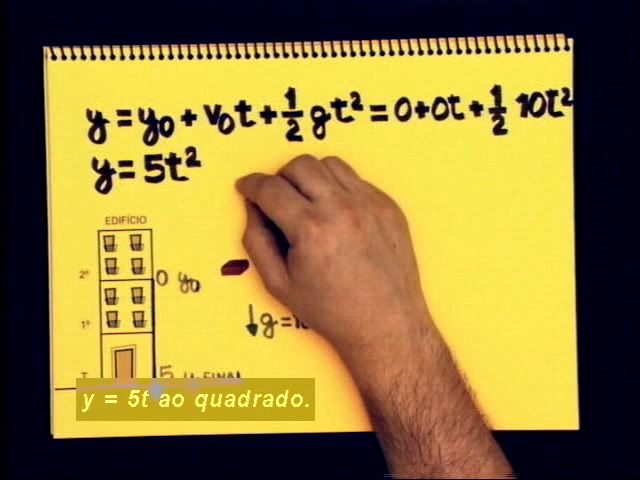 y = y₀ + v₀t + 1/2 gt² = 0+0t + 1/2 10t²
y = 5t²
EDIFÍCIO
2º
0 y₀
1º
g =10
T
5 y FINAL
y = 5t ao quadrado.